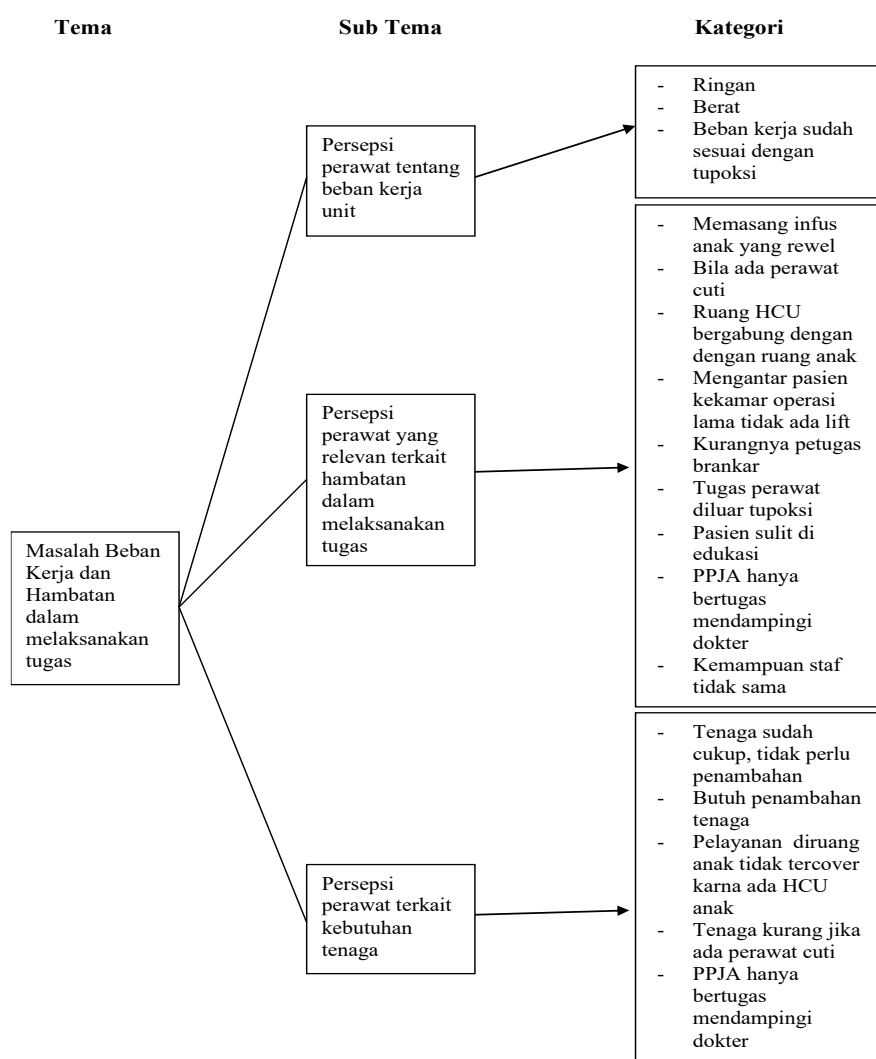 Tema
Sub Tema
Kategori
Masalah Beban
Kerja dan
Hambatan
dalam
melaksanakan
tugas
Persepsi
perawat tentang
beban kerja
unit
- Ringan
- Berat
- Beban kerja sudah
sesuai dengan
tupoksi
Persepsi
perawat yang
relevan terkait
hambatan
dalam
melaksanakan
tugas
- Memasang infus
anak yang rewel
- Bila ada perawat
cuti
- Ruang HCU
bergabung dengan
dengan ruang anak
- Mengantar pasien
kekamar operasi
lama tidak ada lift
- Kurangnya petugas
brankar
- Tugas perawat
diluar tupoksi
- Pasien sulit di
edukasi
- PPJA hanya
bertugas
mendampingi
dokter
- Kemampuan staf
tidak sama
Persepsi
perawat terkait
kebutuhan
tenaga
- Tenaga sudah
cukup, tidak perlu
penambahan
- Butuh penambahan
tenaga
- Pelayanan diruang
anak tidak tercover
karna ada HCU
anak
- Tenaga kurang jika
ada perawat cuti
- PPJA hanya
bertugas
mendampingi
dokter